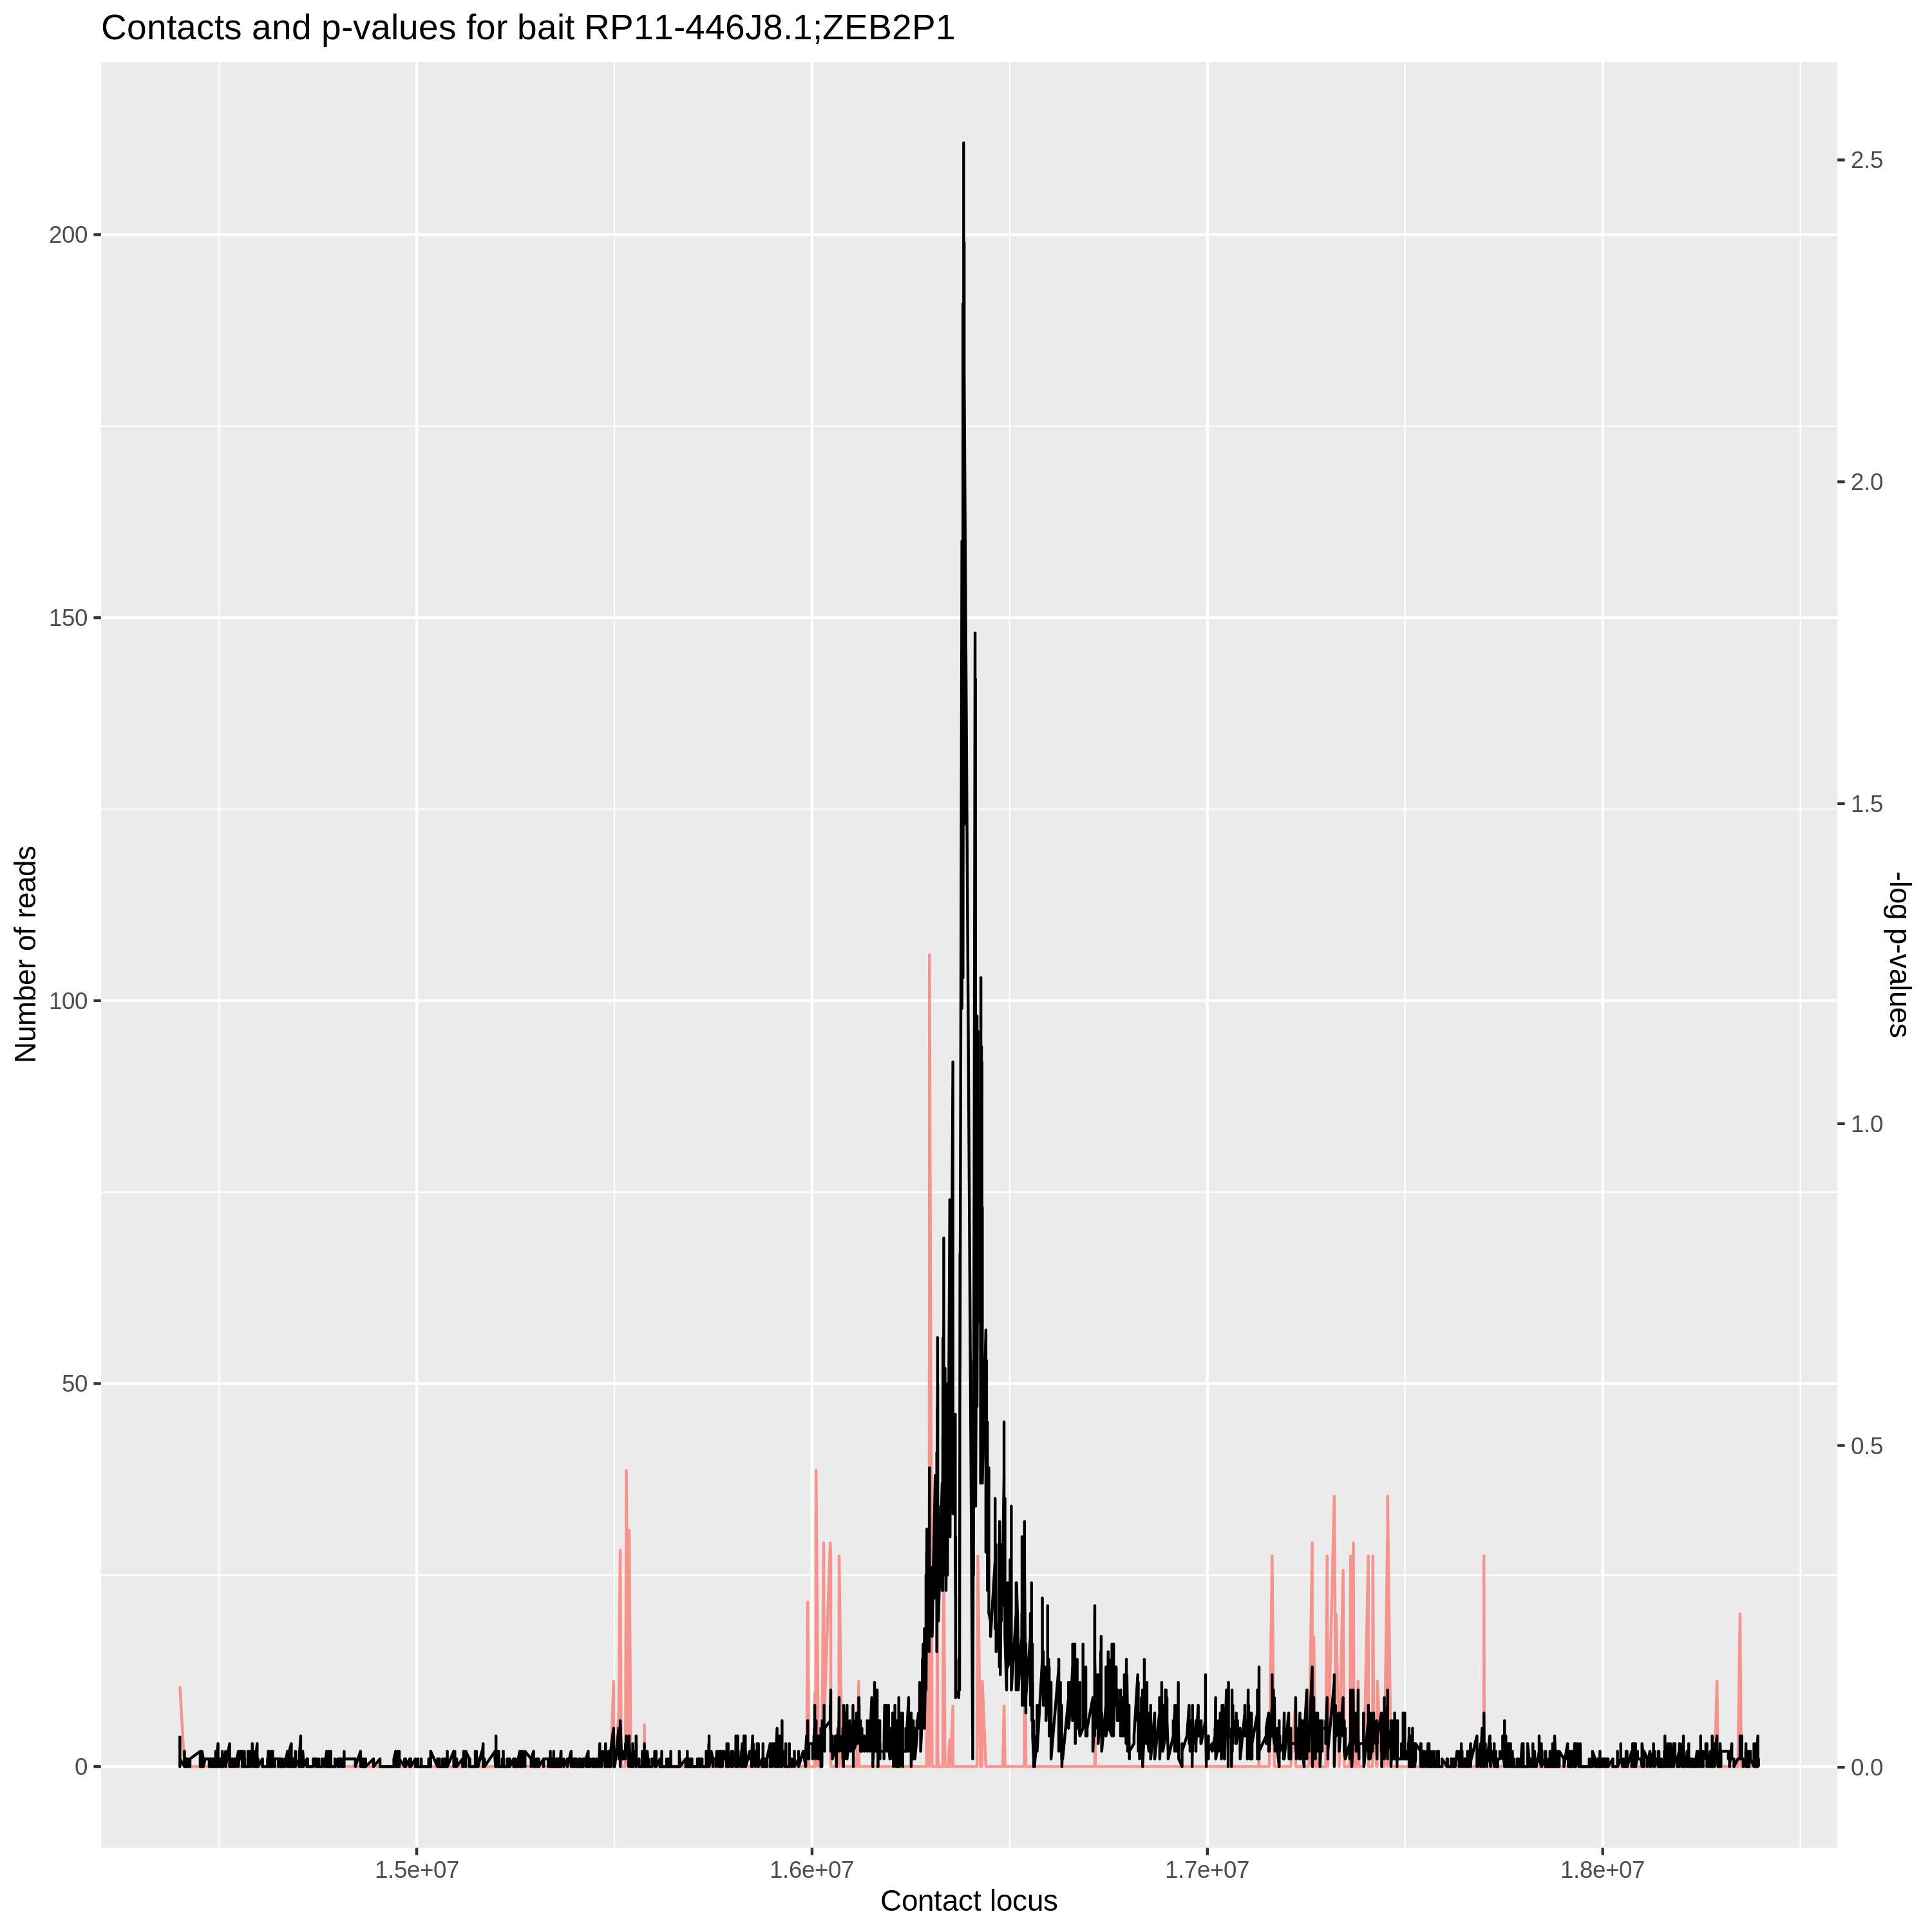 Contacts and p-values for bait RP11-446J8.1;ZEB2P1
200
150
100
50
0
Number of reads
2.5
2.0
1.5
1.0
0.5
0.0
-log p-values
1.5e+07
1.6e+07
1.7e+07
1.8e+07
Contact locus